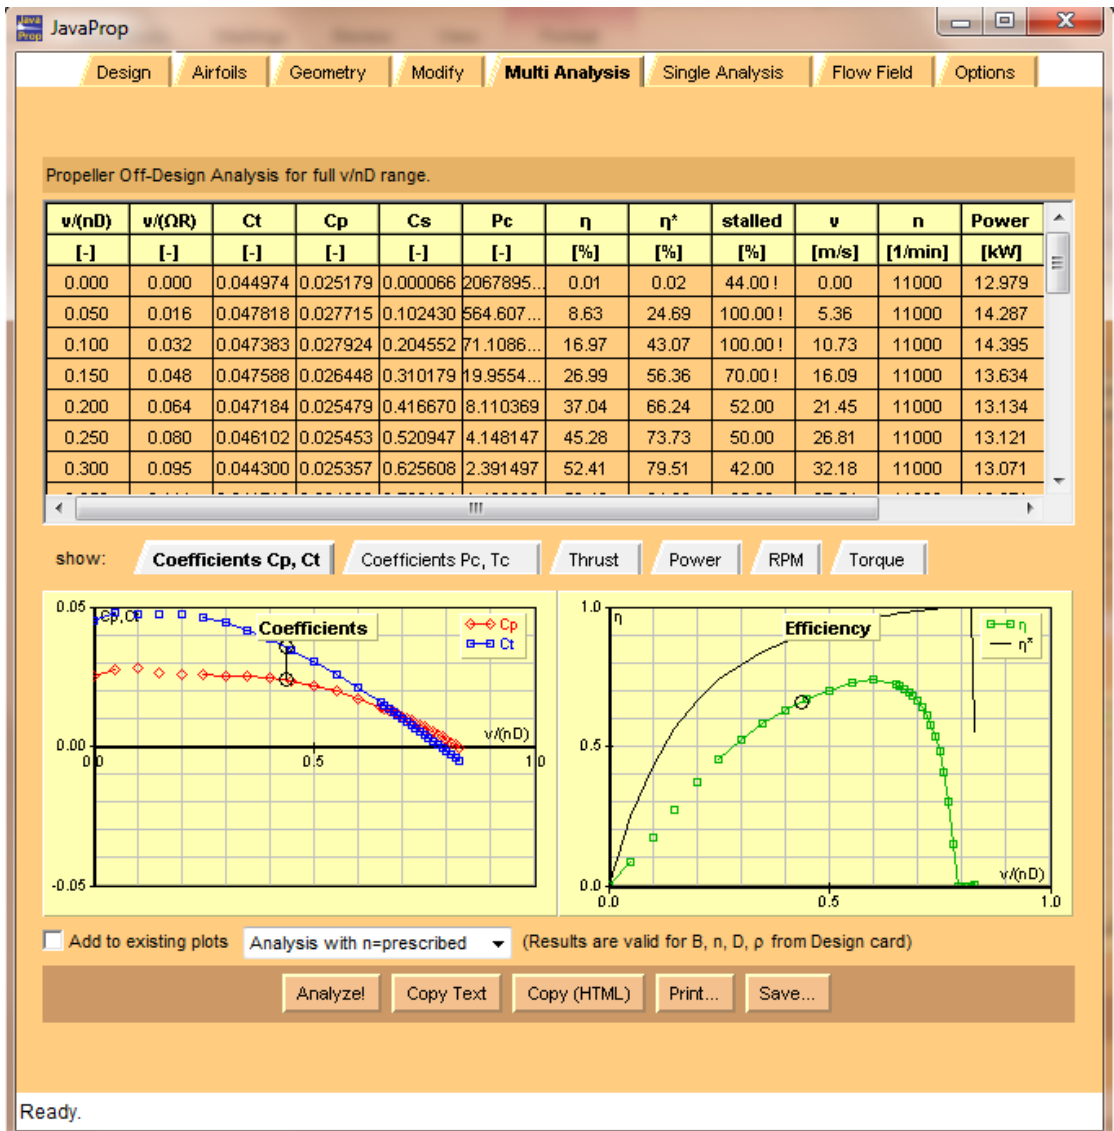 Java Prop JavaProp
Design Airfoils Geometry Modify Multi Analysis Single Analysis Flow Field Options
Propeller Off-Design Analysis for full v/nD range.
v/(nD) v/(ΩR) Ct Cp Cs Pc η η* stalled v n Power
[-] [-] [-] [-] [-] [-] [%] [%] [%] [m/s] [1/min] [kW]
0.000 0.000 0.044974 0.025179 0.000066 2067895... 0.01 0.02 44.00 ! 0.00 11000 12.979
0.050 0.016 0.047818 0.027715 0.102430 564.607... 8.63 24.69 100.00 ! 5.36 11000 14.287
0.100 0.032 0.047383 0.027924 0.204552 71.1086... 16.97 43.07 100.00 ! 10.73 11000 14.395
0.150 0.048 0.047588 0.026448 0.310179 19.9554... 26.99 56.36 70.00 ! 16.09 11000 13.634
0.200 0.064 0.047184 0.025479 0.416670 8.110369 37.04 66.24 52.00 21.45 11000 13.134
0.250 0.080 0.046102 0.025453 0.520947 4.148147 45.28 73.73 50.00 26.81 11000 13.121
0.300 0.095 0.044300 0.025357 0.625608 2.391497 52.41 79.51 42.00 32.18 11000 13.071
show: Coefficients Cp, Ct Coefficients Pc, Tc Thrust Power RPM Torque
0.05 Cp,Ct Coefficients Cp Ct
0.00 v/(nD)
0.0 0.5 1.0
-0.05
1.0 η Efficiency η η*
0.5
0.0 v/(nD)
0.0 0.5 1.0
Add to existing plots Analysis with n=prescribed (Results are valid for B, n, D, ρ from Design card)
Analyze! Copy Text Copy (HTML) Print... Save...
Ready.